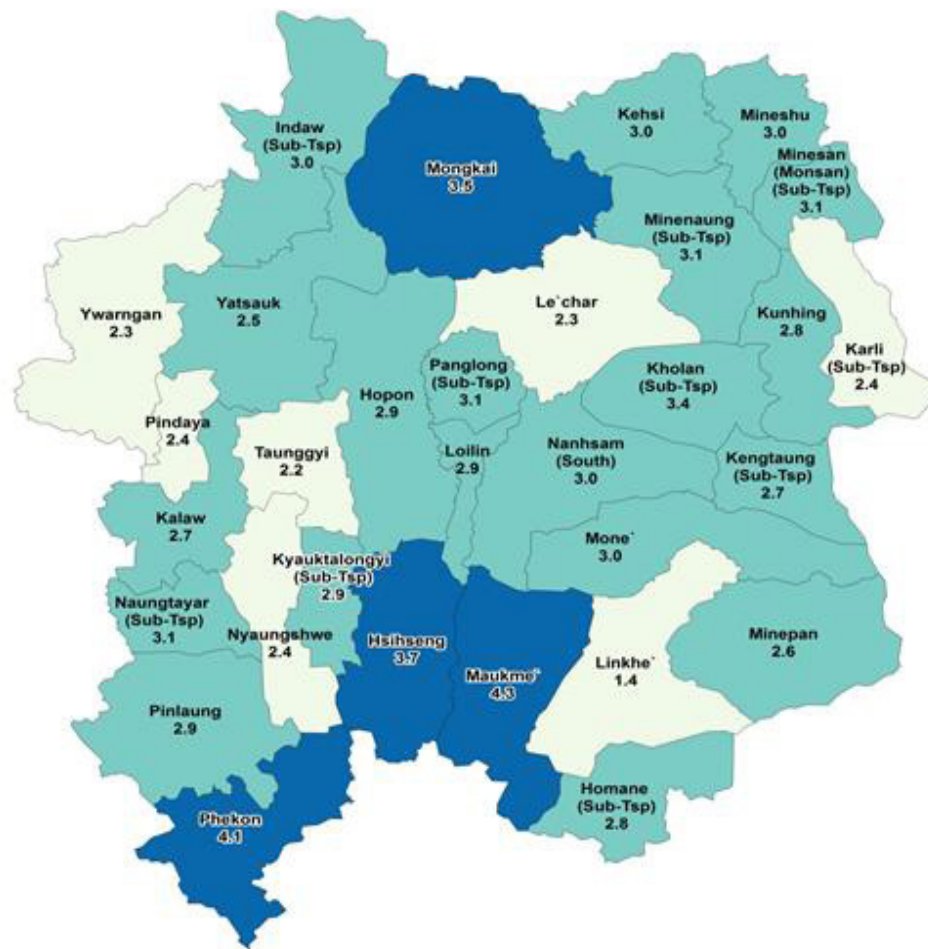 Indaw
(Sub-Tsp)
3.0
Mongkai
3.5
Kehsi
3.0
Mineshu
3.0
Minesan
(Monsan)
(Sub-Tsp)
3.1
Minenaung
(Sub-Tsp)
3.1
Ywarngan
2.3
Yatsauk
2.5
Le`char
2.3
Kunhing
2.8
Karli
(Sub-Tsp)
2.4
Panglong
(Sub-Tsp)
3.1
Kholan
(Sub-Tsp)
3.4
Hopon
2.9
Pindaya
2.4
Taunggyi
2.2
Loilin
2.9
Nanhsam
(South)
3.0
Kengtaung
(Sub-Tsp)
2.7
Kalaw
2.7
Mone`
3.0
Kyauktalongyi
(Sub-Tsp)
2.9
Naungtayar
(Sub-Tsp)
3.1
Nyaungshwe
2.4
Hsihseng
3.7
Maukme`
4.3
Linkhe`
1.4
Minepan
2.6
Pinlaung
2.9
Homane
(Sub-Tsp)
2.8
Phekon
4.1